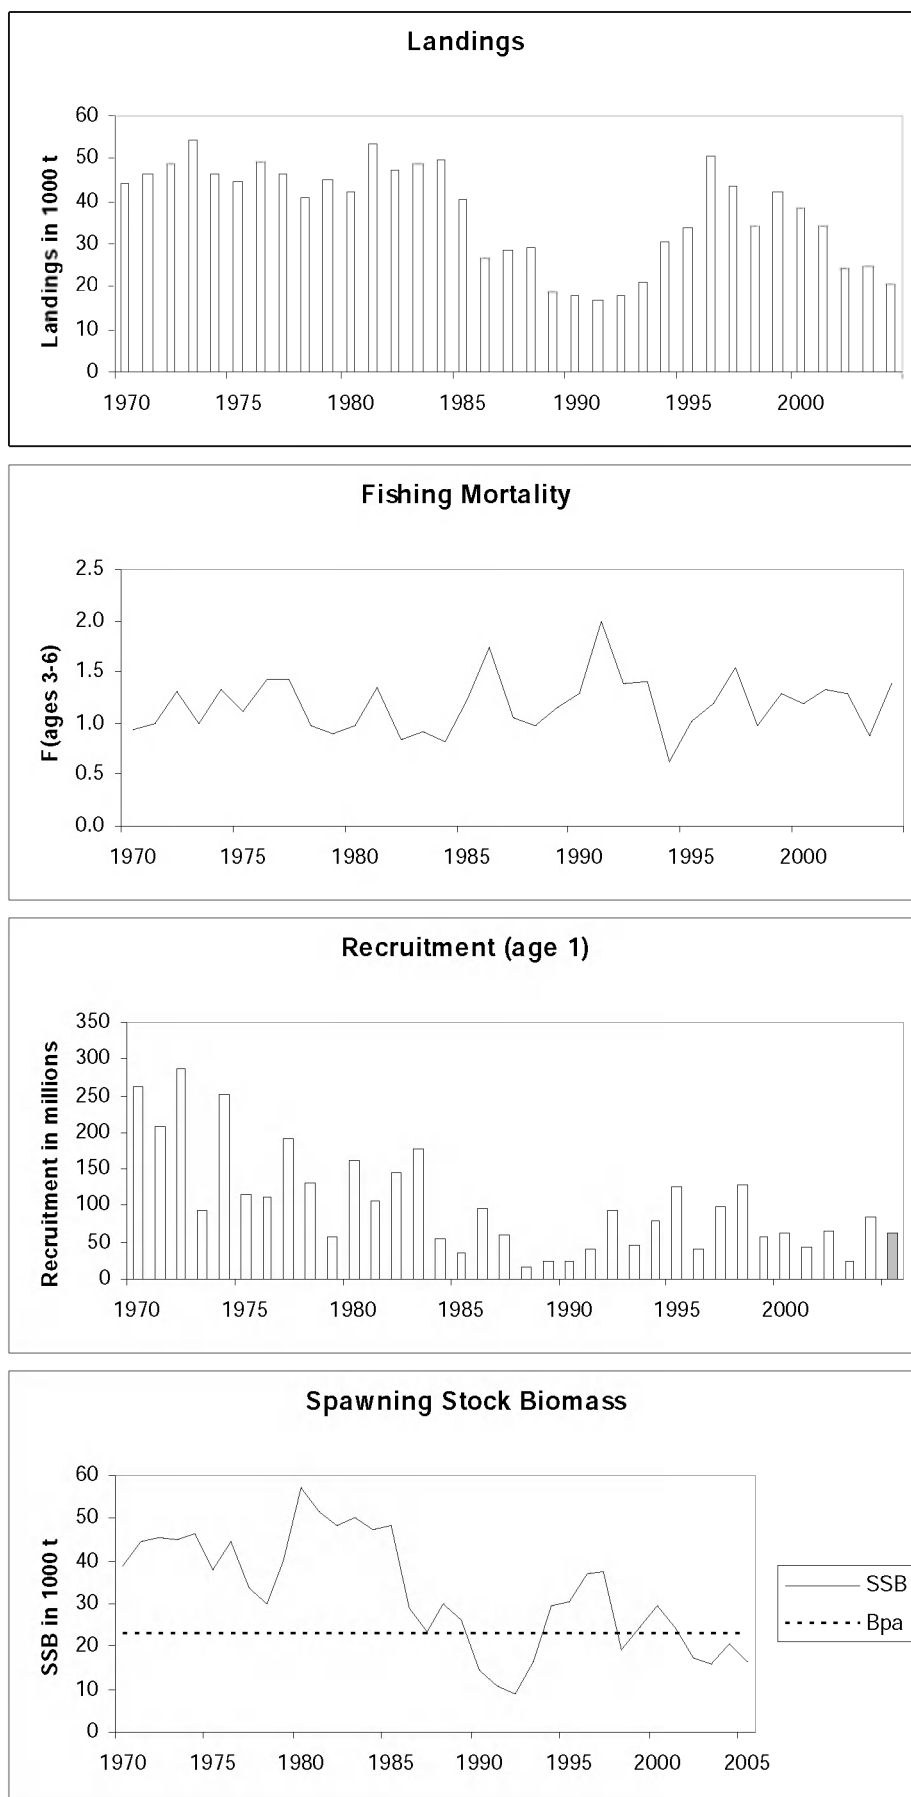 Landings
Landings in 1000 t
60
50
40
30
20
10
0
1970 1975 1980 1985 1990 1995 2000
Fishing Mortality
F(ages 3-6)
2.5
2.0
1.5
1.0
0.5
0.0
1970 1975 1980 1985 1990 1995 2000
Recruitment (age 1)
Recruitment in millions
350
300
250
200
150
100
50
0
1970 1975 1980 1985 1990 1995 2000
Spawning Stock Biomass
SSB in 1000 t
60
50
40
30
20
10
0
1970 1975 1980 1985 1990 1995 2000 2005
SSB
Bpa